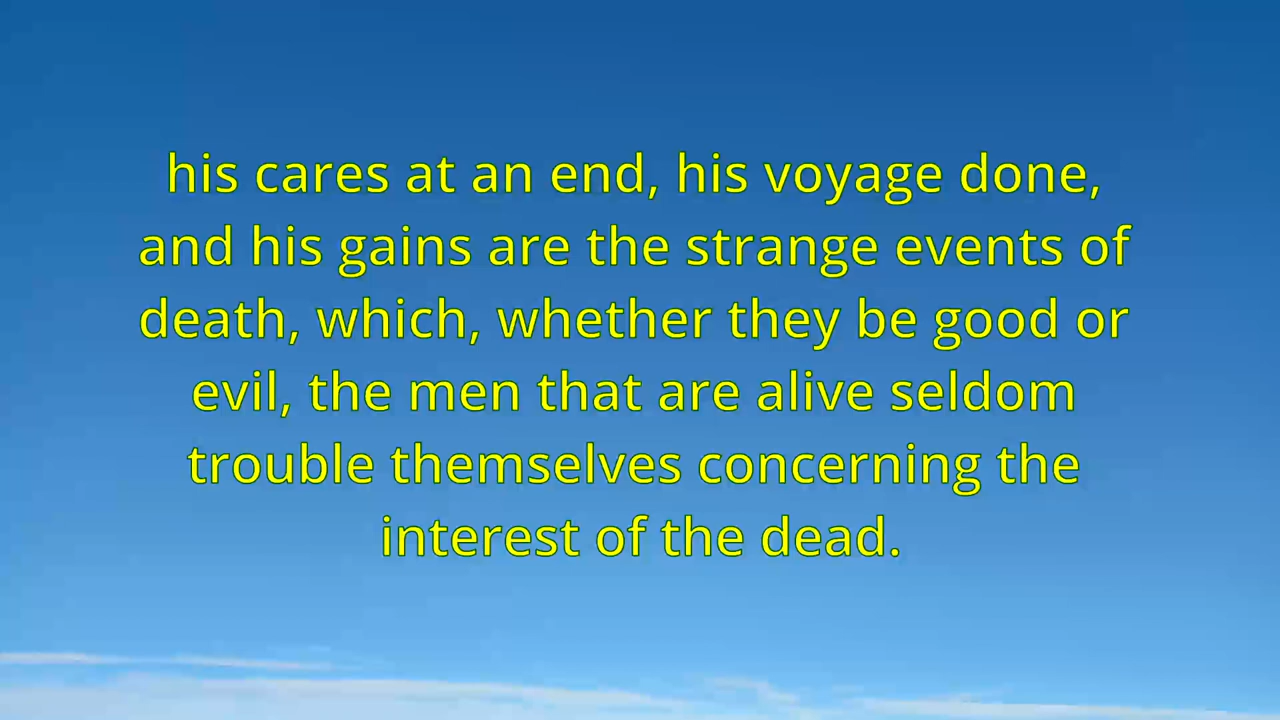 his cares at an end, his voyage done,
and his gains are the strange events of
death, which, whether they be good or
evil, the men that are alive seldom
trouble themselves concerning the
interest of the dead.